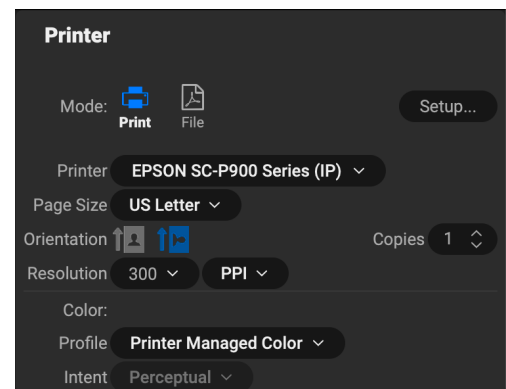 Printer
Mode:
Print
File
Setup...
Printer EPSON SC-P900 Series (IP)
Page Size US Letter
Orientation
Copies 1
Resolution 300 PPI
Color:
Profile Printer Managed Color
Intent Perceptual